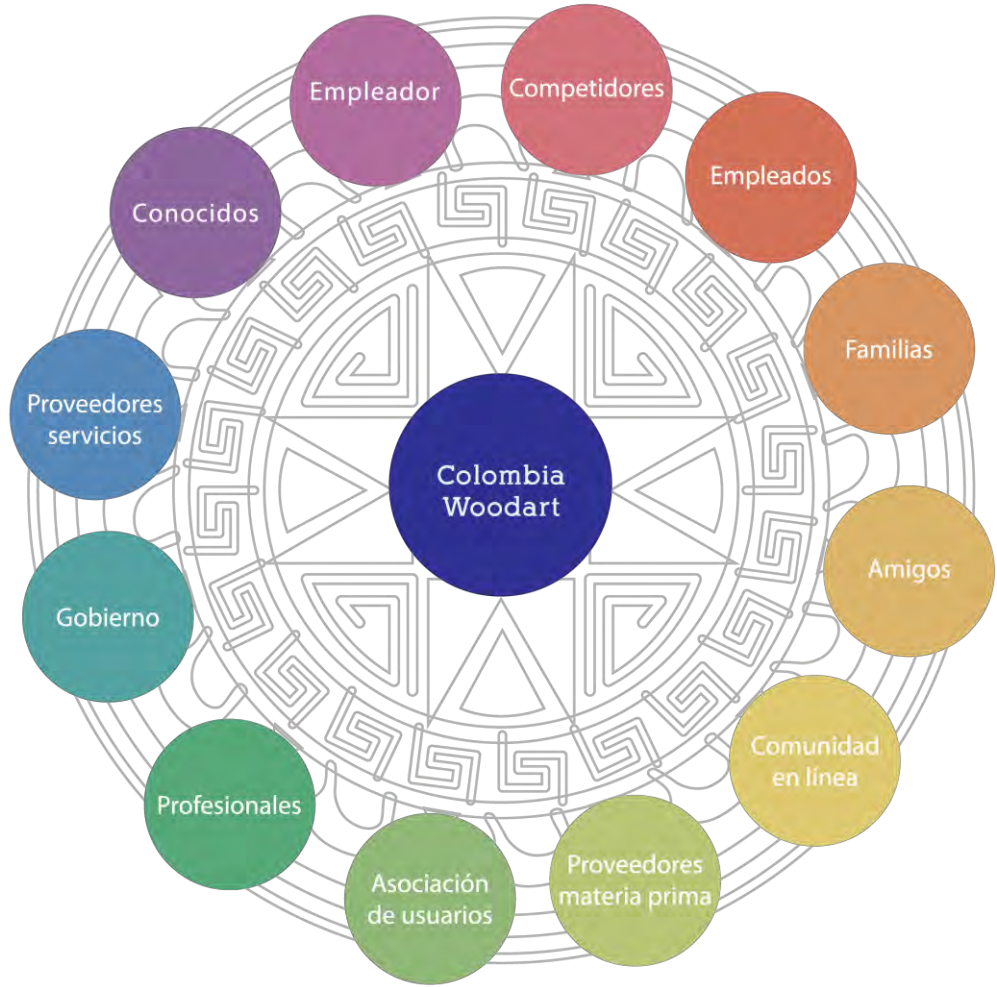 Empleador
Competidores
Empleados
Conocidos
Familias
Proveedores
servicios
Colombia
Woodart
Amigos
Gobierno
Comunidad
en línea
Profesionales
Proveedores
materia prima
Asociación
de usuarios